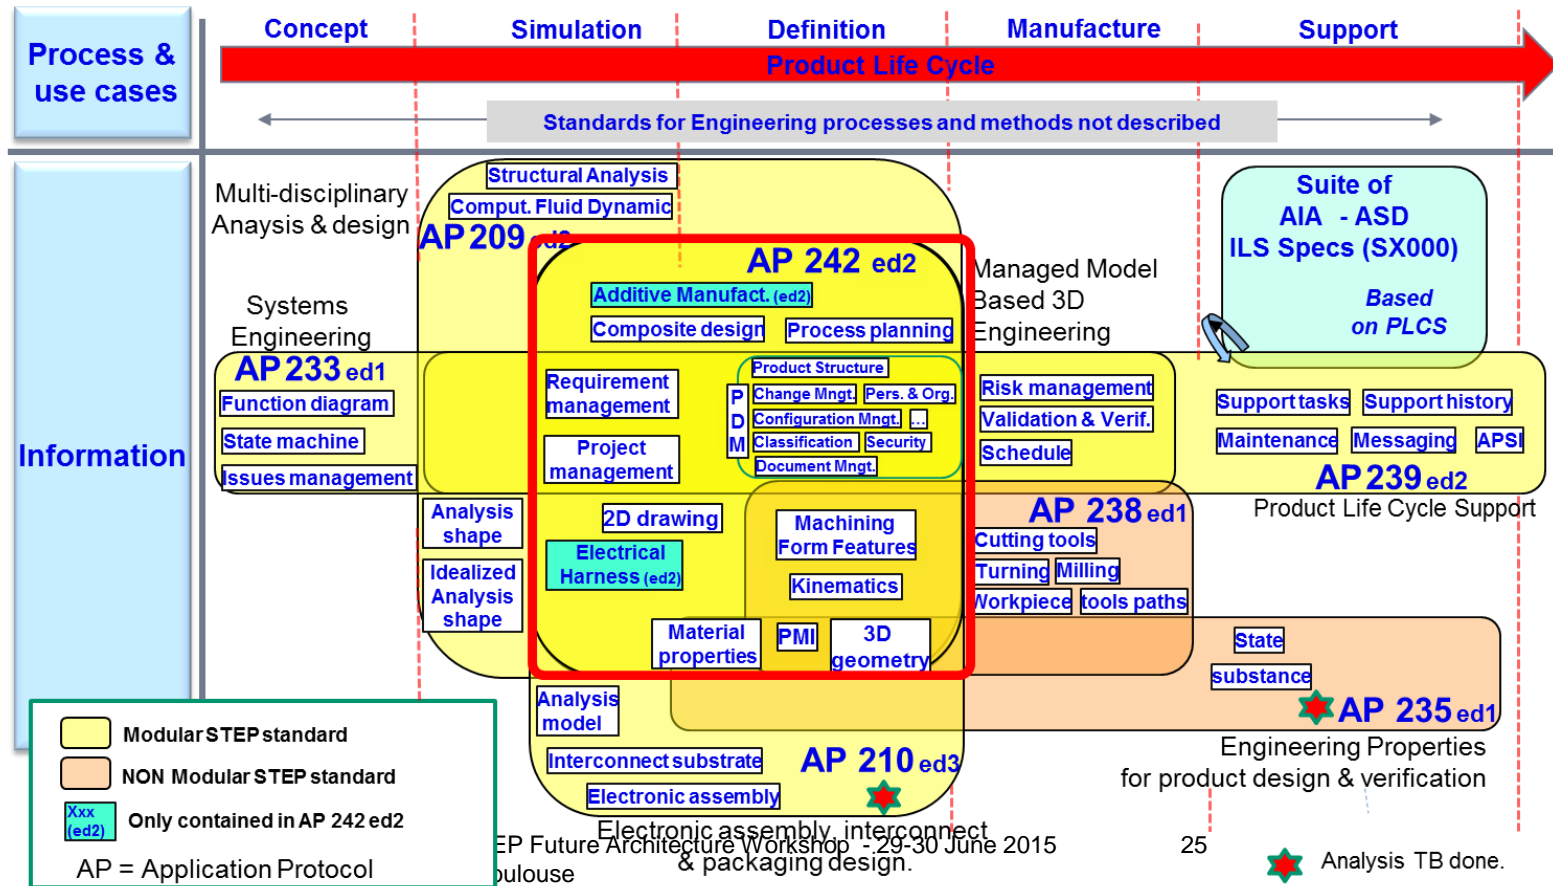 Concept
Simulation
Definition
Manufacture
Support
Process &
use cases
Product Life Cycle
Standards for Engineering processes and methods not described
Information
Multi-disciplinary
Anaysis & design
Structural Analysis
Comput. Fluid Dynamic
AP 209 ed2
AP 242 ed2
Additive Manufact. (ed2)
Composite design
Process planning
Managed Model
Based 3D
Engineering
Suite of
AIA - ASD
ILS Specs (SX000)
Based
on PLCS
Systems
Engineering
AP 233 ed1
Function diagram
State machine
Issues management
Requirement
management
Project
management
PDM
Product Structure
Change Mngt.
Pers. & Org.
Configuration Mngt.
...
Classification
Security
Document Mngt.
Risk management
Validation & Verif.
Schedule
Support tasks
Support history
Maintenance
Messaging
APSI
AP 239 ed2
Product Life Cycle Support
Analysis
shape
Idealized
Analysis
shape
2D drawing
Electrical
Harness (ed2)
Machining
Form Features
Kinematics
Material
properties
PMI
3D
geometry
AP 238 ed1
Cutting tools
Turning
Milling
Workpiece
tools paths
State
substance
AP 235 ed1
Engineering Properties
for product design & verification
Analysis
model
Interconnect substrate
AP 210 ed3
Electronic assembly
Electronic assembly, interconnect
& packaging design.
Modular STEP standard
NON Modular STEP standard
Xxx
(ed2)
Only contained in AP 242 ed2
AP = Application Protocol
EP Future Architecture Workshop - 29-30 June 2015
oulouse
25
Analysis TB done.